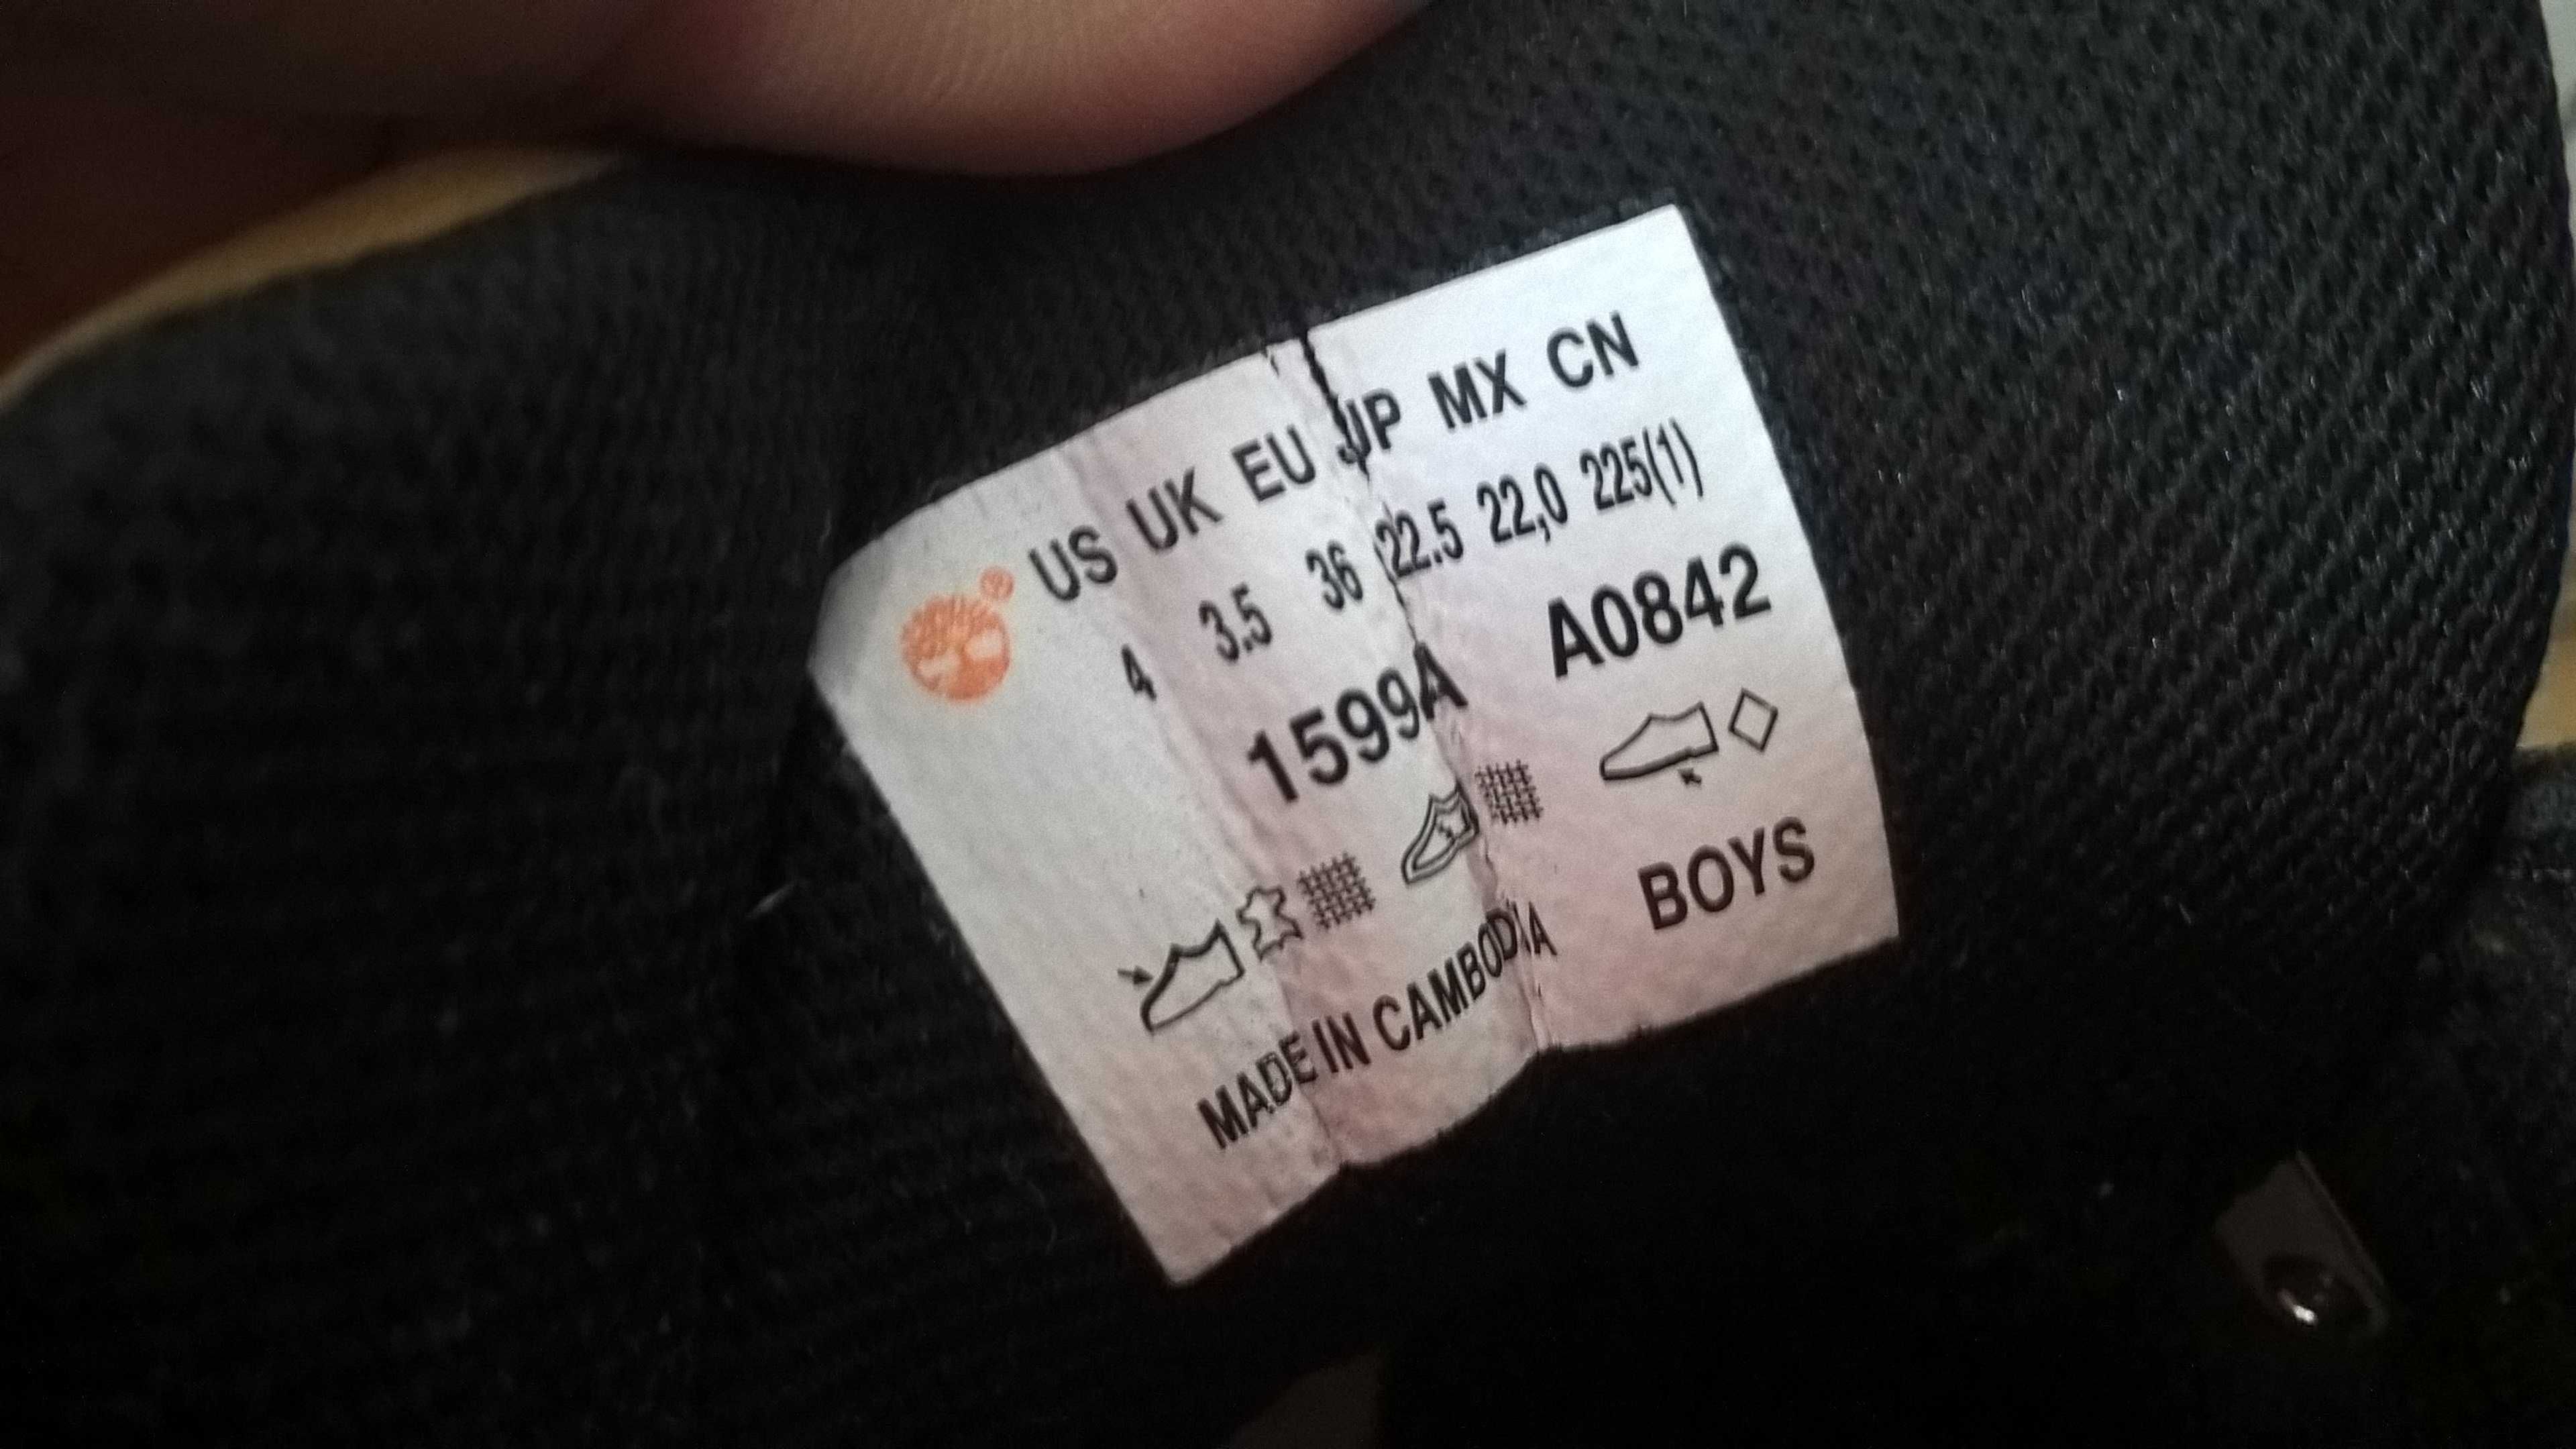 US UK EU JP MX CN
4 3.5 36 22.5 22,0 225(1)
1599A A0842
BOYS
MADE IN CAMBODIA